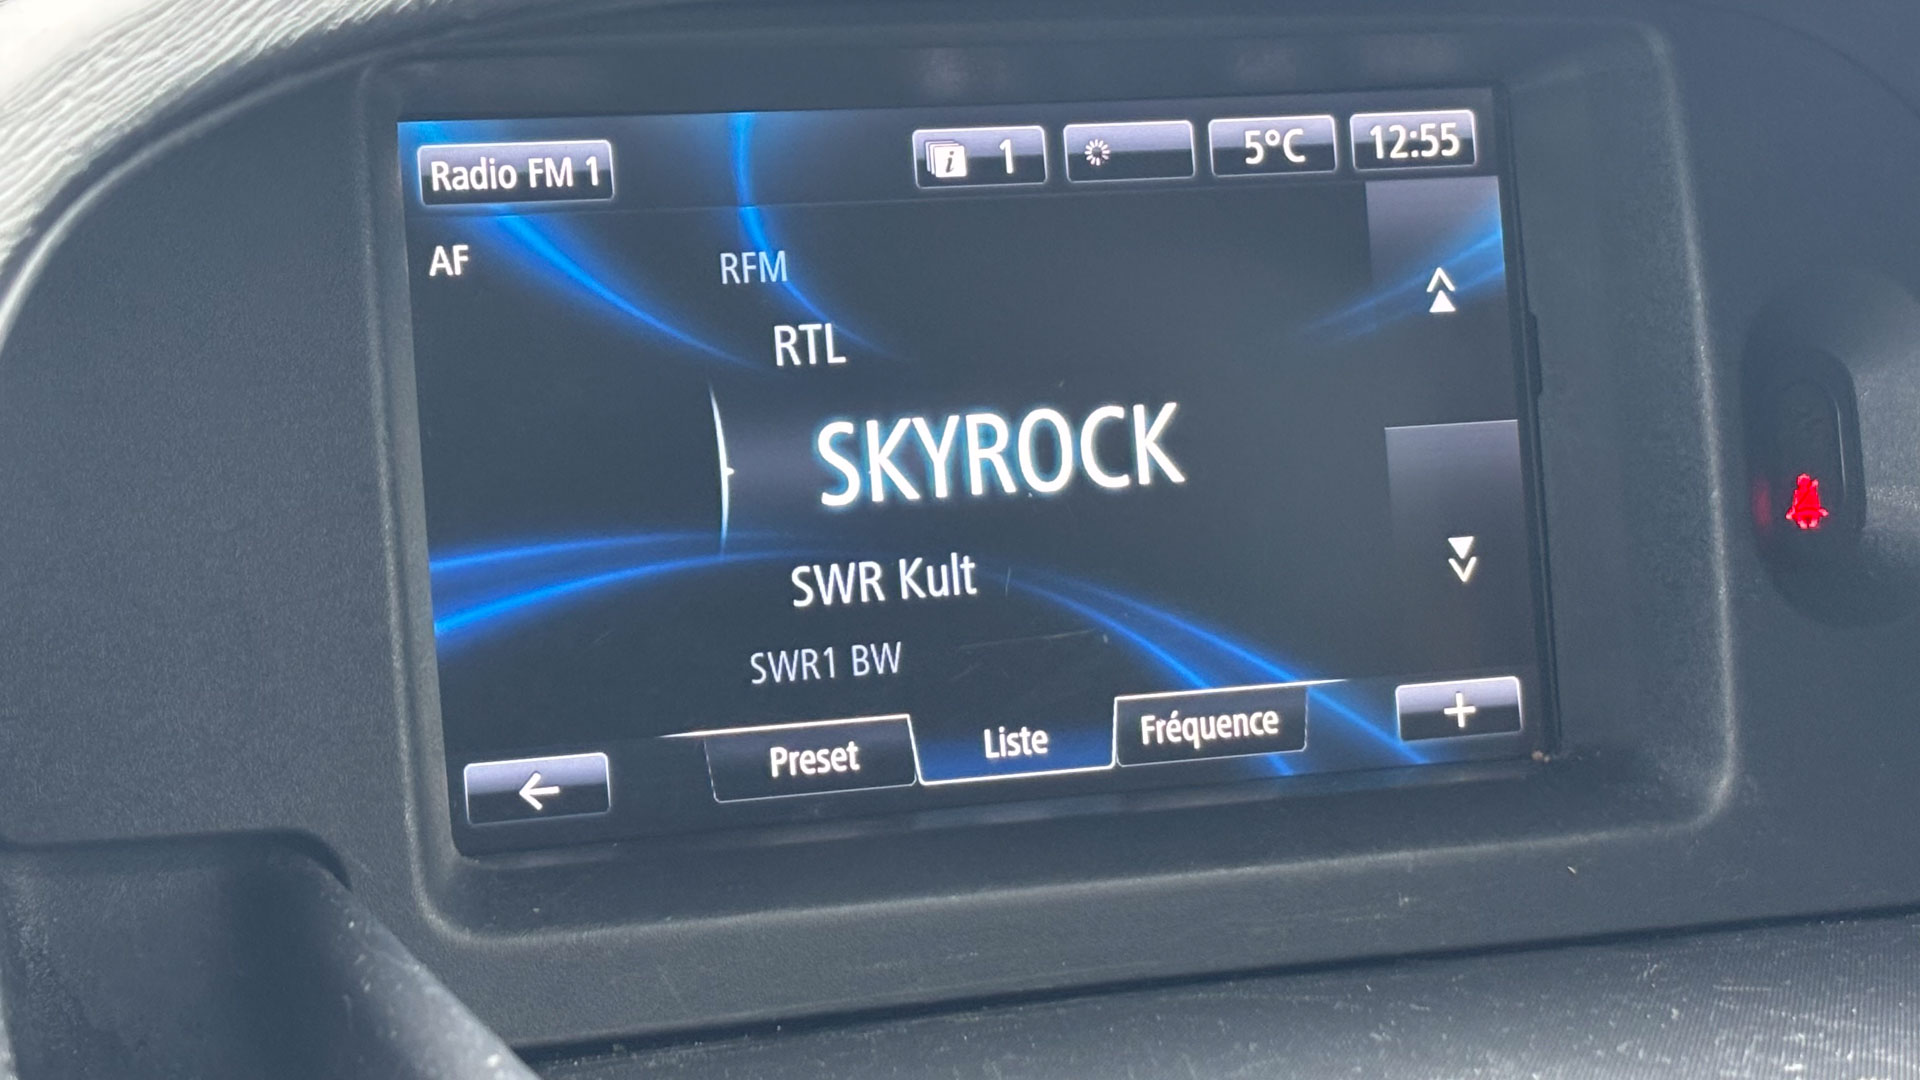 Radio FM 1
1
5°C
12:55
AF
RFM
RTL
SKYROCK
SWR Kult
SWR1 BW
Preset
Liste
Fréquence
+